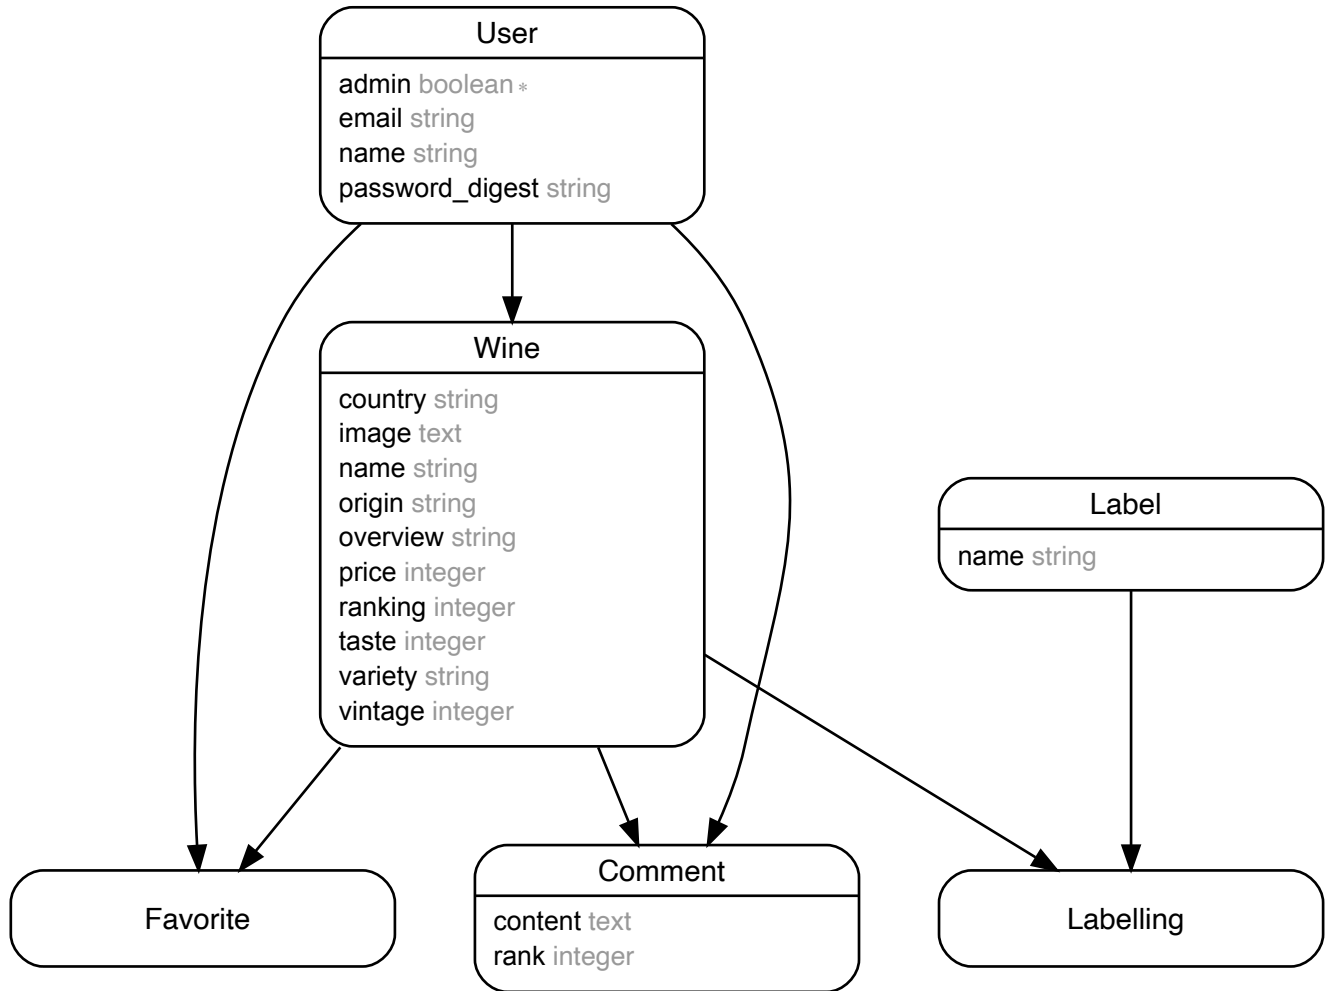 User
admin boolean *
email string
name string
password_digest string
Wine
country string
image text
name string
origin string
overview string
price integer
ranking integer
taste integer
variety string
vintage integer
Label
name string
Favorite
Comment
content text
rank integer
Labelling